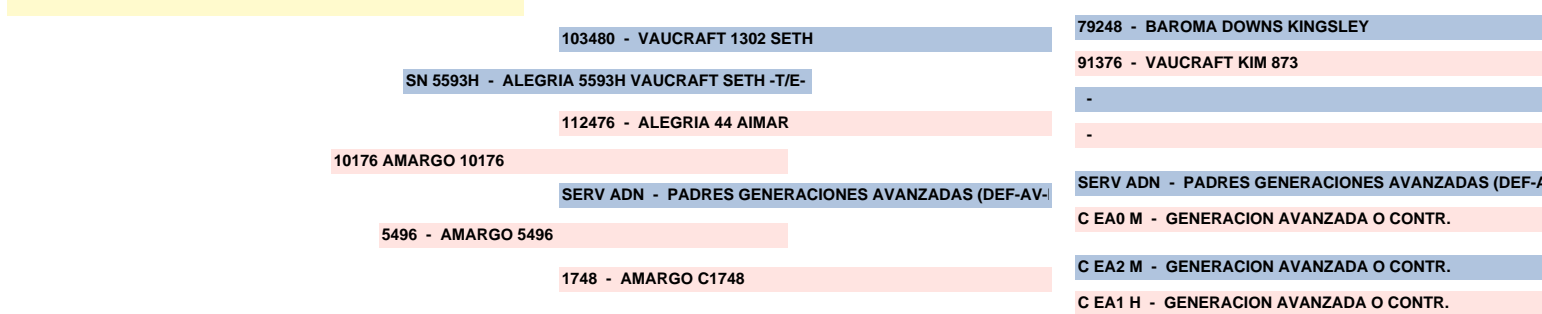 79248 - BAROMA DOWNS KINGSLEY
103480 - VAUCRAFT 1302 SETH
91376 - VAUCRAFT KIM 873
SN 5593H - ALEGRIA 5593H VAUCRAFT SETH -T/E-
-
112476 - ALEGRIA 44 AIMAR
-
10176 AMARGO 10176
SERV ADN - PADRES GENERACIONES AVANZADAS (DEF-AV-
SERV ADN - PADRES GENERACIONES AVANZADAS (DEF-
C EA0 M - GENERACION AVANZADA O CONTR.
5496 - AMARGO 5496
C EA2 M - GENERACION AVANZADA O CONTR.
1748 - AMARGO C1748
C EA1 H - GENERACION AVANZADA O CONTR.